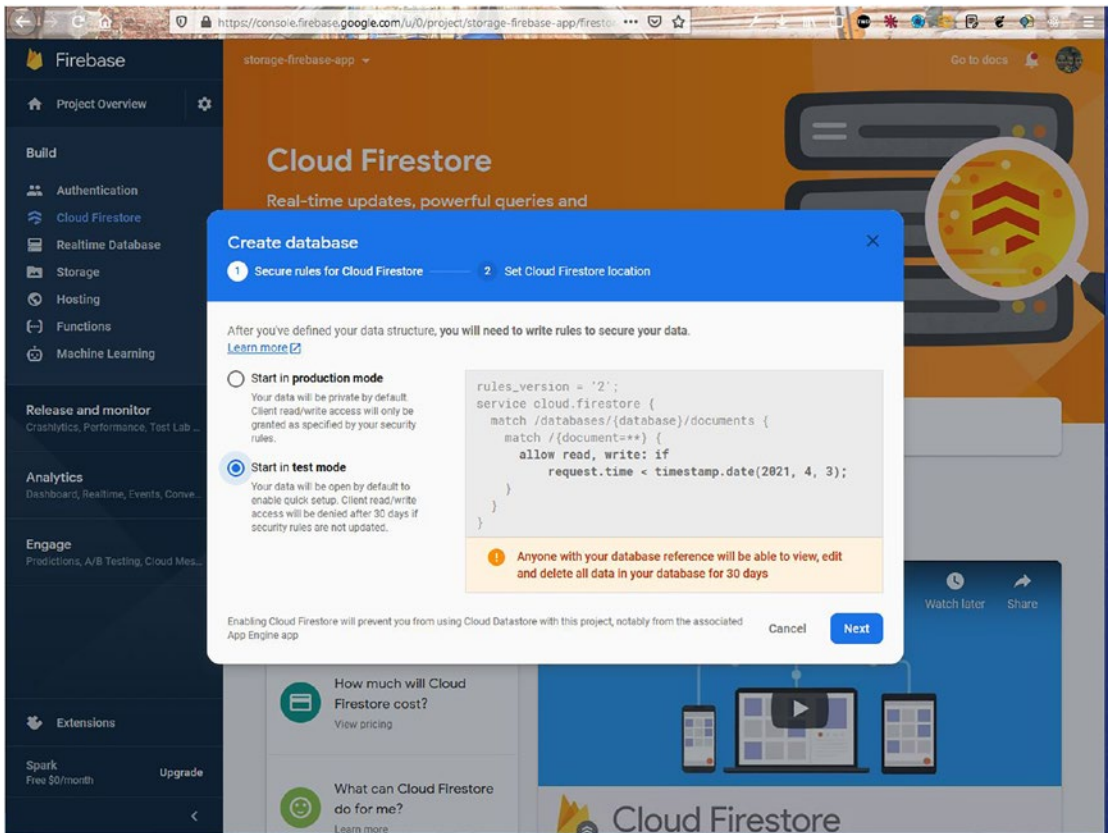 https://console.firebase.google.com/u/0/project/storage-firebase-app/firesto
Firebase
storage-firebase-app
Go to docs
Project Overview
Build
Authentication
Cloud Firestore
Realtime Database
Storage
Hosting
Functions
Machine Learning
Release and monitor
Crashlytics, Performance, Test Lab ...
Analytics
Dashboard, Realtime, Events, Conve...
Engage
Predictions, A/B Testing, Cloud Mes...
Extensions
Spark
Free $0/month
Upgrade
Cloud Firestore
Real-time updates, powerful queries and
Create database
1 Secure rules for Cloud Firestore
2 Set Cloud Firestore location
After you've defined your data structure, you will need to write rules to secure your data.
Learn more
Start in production mode
Your data will be private by default.
Client read/write access will only be
granted as specified by your security
rules.
Start in test mode
Your data will be open by default to
enable quick setup. Client read/write
access will be denied after 30 days if
security rules are not updated.
rules_version = '2';
service cloud.firestore {
match /databases/{database}/documents {
match /{document=**} {
allow read, write: if
request.time < timestamp.date(2021, 4, 3);
}
}
}
Anyone with your database reference will be able to view, edit
and delete all data in your database for 30 days
Enabling Cloud Firestore will prevent you from using Cloud Datastore with this project, notably from the associated
App Engine app
Cancel
Next
Watch later
Share
How much will Cloud
Firestore cost?
View pricing
What can Cloud Firestore
do for me?
Learn more
Cloud Firestore